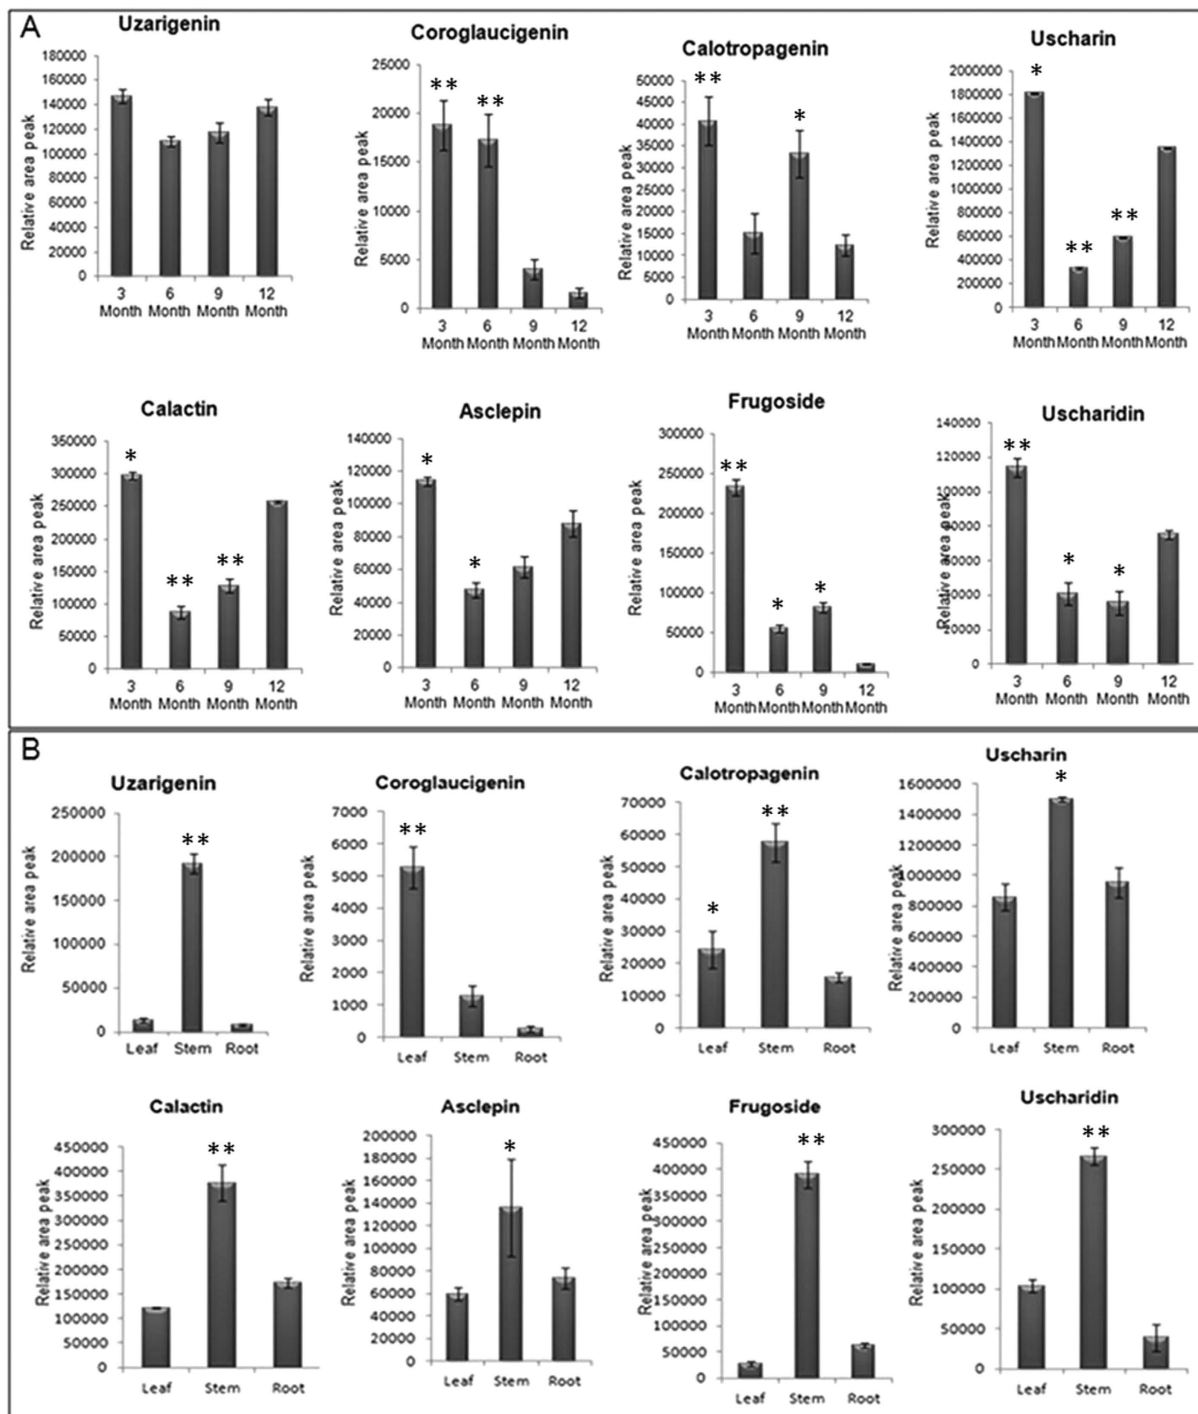 A
Uzarigenin
Relative area peak
180000
160000
140000
120000
100000
80000
60000
40000
20000
0
3 6 9 12
Month Month Month Month
Coroglaucigenin
** **
Relative area peak
25000
20000
15000
10000
5000
0
3 6 9 12
Month Month Month Month
Calotropagenin
** *
Relative area peak
50000
45000
40000
35000
30000
25000
20000
15000
10000
5000
0
3 6 9 12
Month Month Month Month
Uscharin
* ** **
Relative area peak
2000000
1800000
1600000
1400000
1200000
1000000
800000
600000
400000
200000
0
3 6 9 12
Month Month Month Month
Calactin
* ** **
Relative area peak
350000
300000
250000
200000
150000
100000
50000
0
3 6 9 12
Month Month Month Month
Asclepin
* *
Relative area peak
140000
120000
100000
80000
60000
40000
20000
0
3 6 9 12
Month Month Month Month
Frugoside
** * *
Relative area peak
300000
250000
200000
150000
100000
50000
0
3 6 9 12
Month Month Month Month
Uscharidin
** * *
Relative area peak
140000
120000
100000
80000
60000
40000
20000
0
3 6 9 12
Month Month Month Month
B
Uzarigenin
**
Relative area peak
250000
200000
150000
100000
50000
0
Leaf Stem Root
Coroglaucigenin
**
Relative area peak
7000
6000
5000
4000
3000
2000
1000
0
Leaf Stem Root
Calotropagenin
* **
Relative area peak
70000
60000
50000
40000
30000
20000
10000
0
Leaf Stem Root
Uscharin
*
Relative area peak
1600000
1400000
1200000
1000000
800000
600000
400000
200000
0
Leaf Stem Root
Calactin
**
Relative area peak
450000
400000
350000
300000
250000
200000
150000
100000
50000
0
Leaf Stem Root
Asclepin
*
Relative area peak
200000
180000
160000
140000
120000
100000
80000
60000
40000
20000
0
Leaf Stem Root
Frugoside
**
Relative area peak
450000
400000
350000
300000
250000
200000
150000
100000
50000
0
Leaf Stem Root
Uscharidin
**
Relative area peak
300000
250000
200000
150000
100000
50000
0
Leaf Stem Root